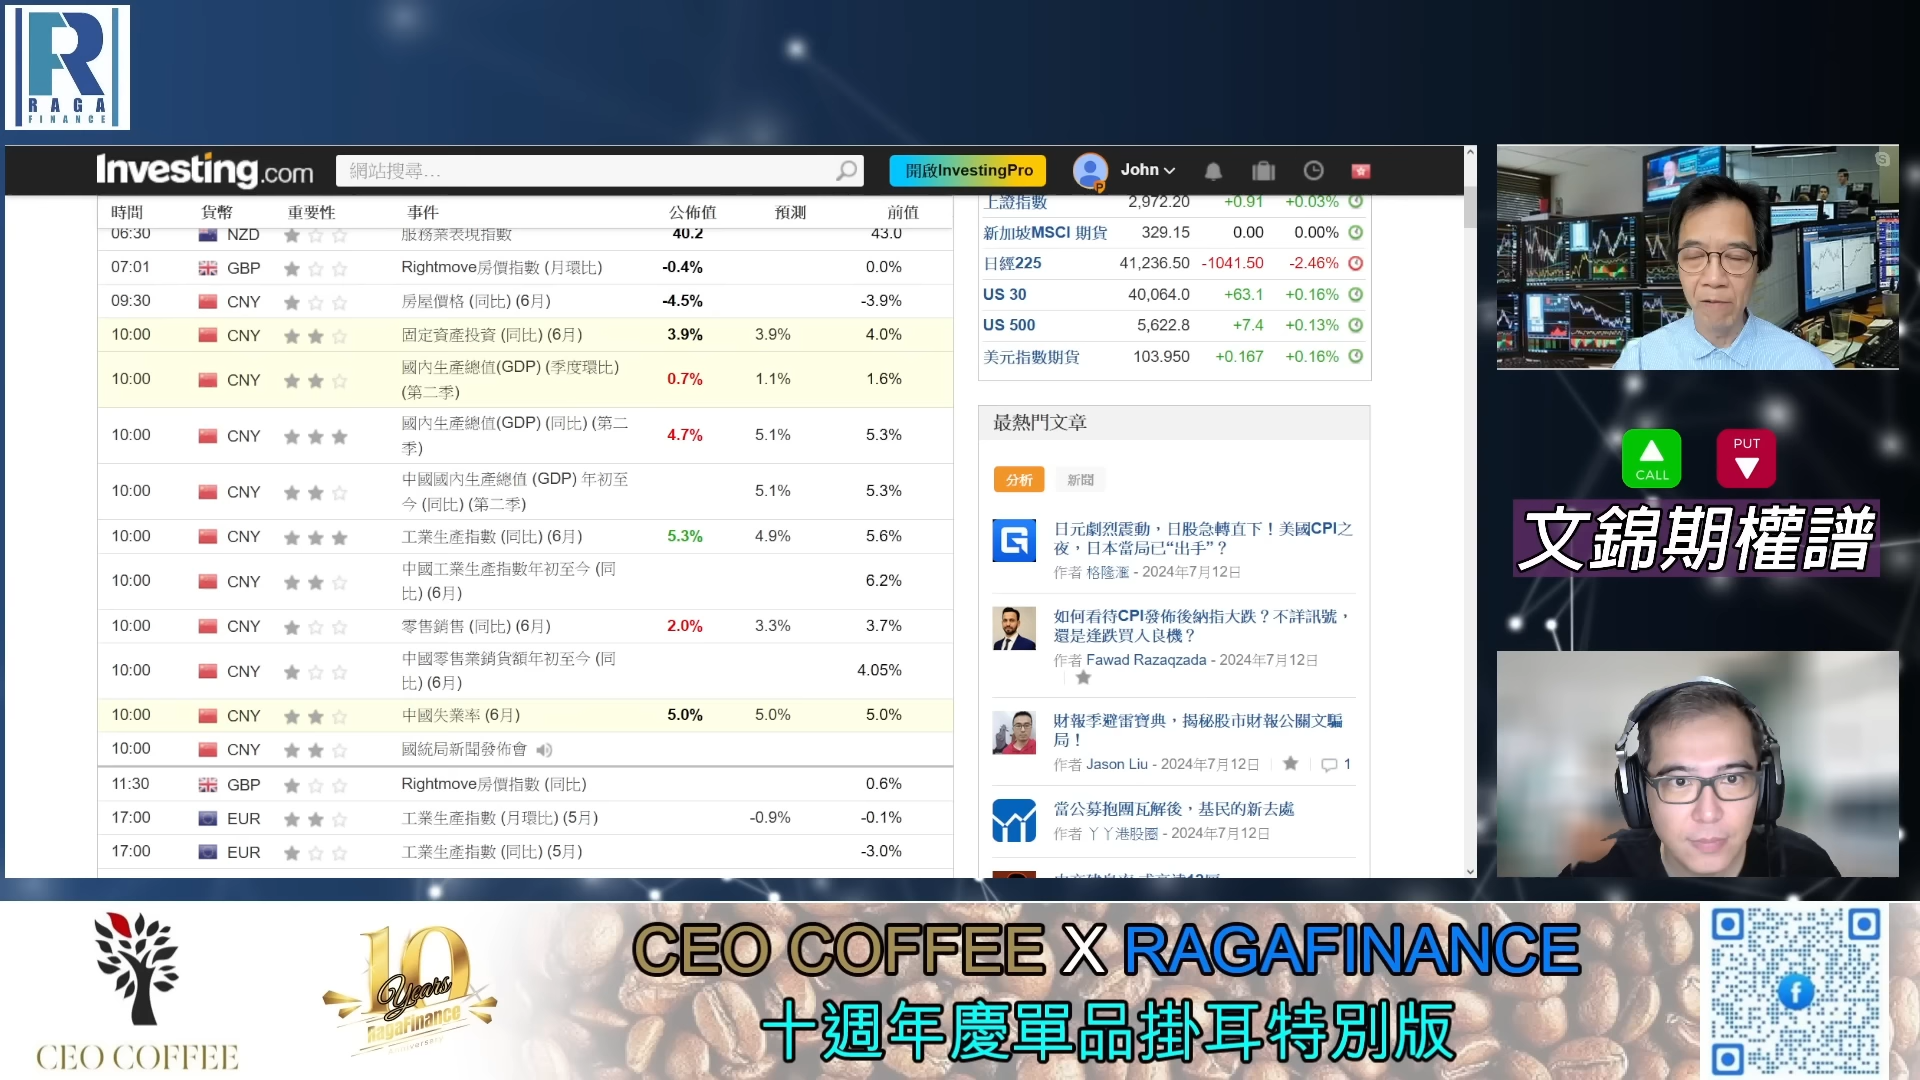 RAGA
FINANCE
Investing.com
網站搜尋...
開啟InvestingPro
John
時間 貨幣 重要性 事件 公佈值 預測 前值
06:30 NZD 服務業表現指數 40.2 43.0
07:01 GBP Rightmove房價指數 (月環比) -0.4% 0.0%
09:30 CNY 房屋價格 (同比) (6月) -4.5% -3.9%
10:00 CNY 固定資產投資 (同比) (6月) 3.9% 3.9% 4.0%
10:00 CNY 國內生產總值(GDP) (季度環比) (第二季) 0.7% 1.1% 1.6%
10:00 CNY 國內生產總值(GDP) (同比) (第二季) 4.7% 5.1% 5.3%
10:00 CNY 中國國內生產總值 (GDP) 年初至今 (同比) (第二季) 5.1% 5.3%
10:00 CNY 工業生產指數 (同比) (6月) 5.3% 4.9% 5.6%
10:00 CNY 中國工業生產指數年初至今 (同比) (6月) 6.2%
10:00 CNY 零售銷售 (同比) (6月) 2.0% 3.3% 3.7%
10:00 CNY 中國零售業銷貨額年初至今 (同比) (6月) 4.05%
10:00 CNY 中國失業率 (6月) 5.0% 5.0% 5.0%
10:00 CNY 國統局新聞發佈會
11:30 GBP Rightmove房價指數 (同比) 0.6%
17:00 EUR 工業生產指數 (月環比) (5月) -0.9% -0.1%
17:00 EUR 工業生產指數 (同比) (5月) -3.0%
上證指數 2,972.20 +0.91 +0.03%
新加坡MSCI 期貨 329.15 0.00 0.00%
日經225 41,236.50 -1041.50 -2.46%
US 30 40,064.0 +63.1 +0.16%
US 500 5,622.8 +7.4 +0.13%
美元指數期貨 103.950 +0.167 +0.16%
最熱門文章
分析 新聞
日元劇烈震動，日股急轉直下！美國CPI之
夜，日本當局已“出手”？
作者 格隆滙 - 2024年7月12日
如何看待CPI發佈後納指大跌？不詳訊號，
還是逢跌買入良機？
作者 Fawad Razaqzada - 2024年7月12日
財報季避雷寶典，揭秘股市財報公關文騙
局！
作者 Jason Liu - 2024年7月12日 1
當公募抱團瓦解後，基民的新去處
作者 丫丫港股圈 - 2024年7月12日
CALL
PUT
文錦期權譜
CEO COFFEE
10
Years
RagaFinance
anniversary
CEO COFFEE X RAGAFINANCE
十週年慶單品掛耳特別版